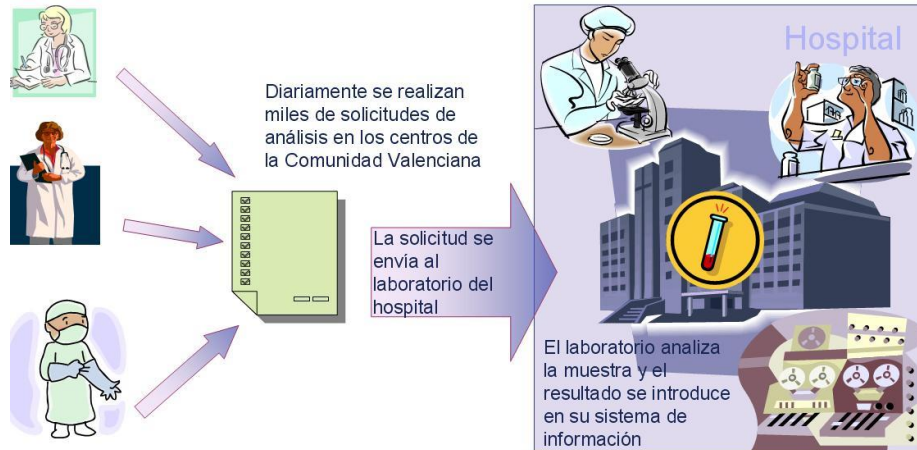 Diariamente se realizan
miles de solicitudes de
análisis en los centros de
la Comunidad Valenciana
La solicitud se
envía al
laboratorio del
hospital
Hospital
El laboratorio analiza
la muestra y el
resultado se introduce
en su sistema de
información